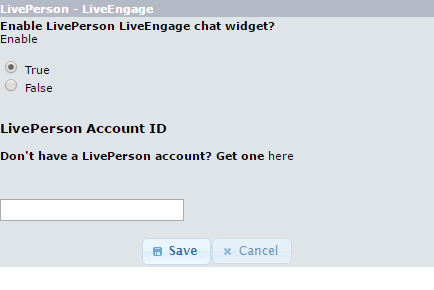 LivePerson - LiveEngage
Enable LivePerson LiveEngage chat widget?
Enable
True
False
LivePerson Account ID
Don't have a LivePerson account? Get one here
Save Cancel